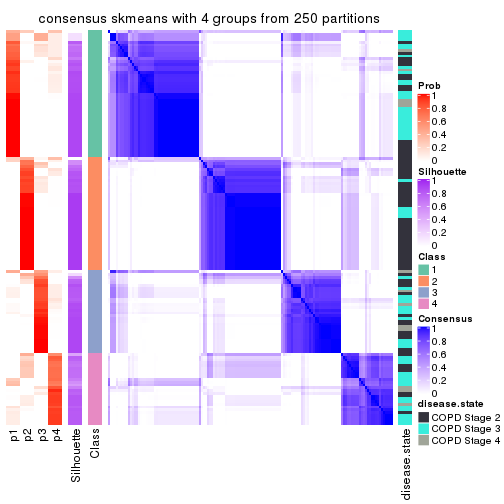 consensus skmeans with 4 groups from 250 partitions
Prob
1
0.8
0.6
0.4
0.2
0
Silhouette
1
0.8
0.6
0.4
0.2
0
Class
1
2
3
4
Consensus
1
0.8
0.6
0.4
0.2
0
disease.state
COPD Stage 2
COPD Stage 3
COPD Stage 4
p1
p2
p3
p4
Silhouette
Class
disease.state